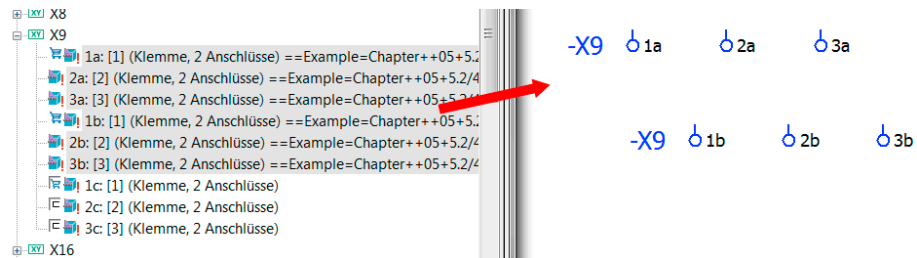 X8
X9
1a: [1] (Klemme, 2 Anschlüsse) ==Example=Chapter++05+5.2
2a: [2] (Klemme, 2 Anschlüsse) ==Example=Chapter++05+5.2/4
3a: [3] (Klemme, 2 Anschlüsse) ==Example=Chapter++05+5.2/4
1b: [1] (Klemme, 2 Anschlüsse) ==Example=Chapter++05+5.2
2b: [2] (Klemme, 2 Anschlüsse) ==Example=Chapter++05+5.2/4
3b: [3] (Klemme, 2 Anschlüsse) ==Example=Chapter++05+5.2/4
1c: [1] (Klemme, 2 Anschlüsse)
2c: [2] (Klemme, 2 Anschlüsse)
3c: [3] (Klemme, 2 Anschlüsse)
X16
-X9 1a 2a 3a
-X9 1b 2b 3b